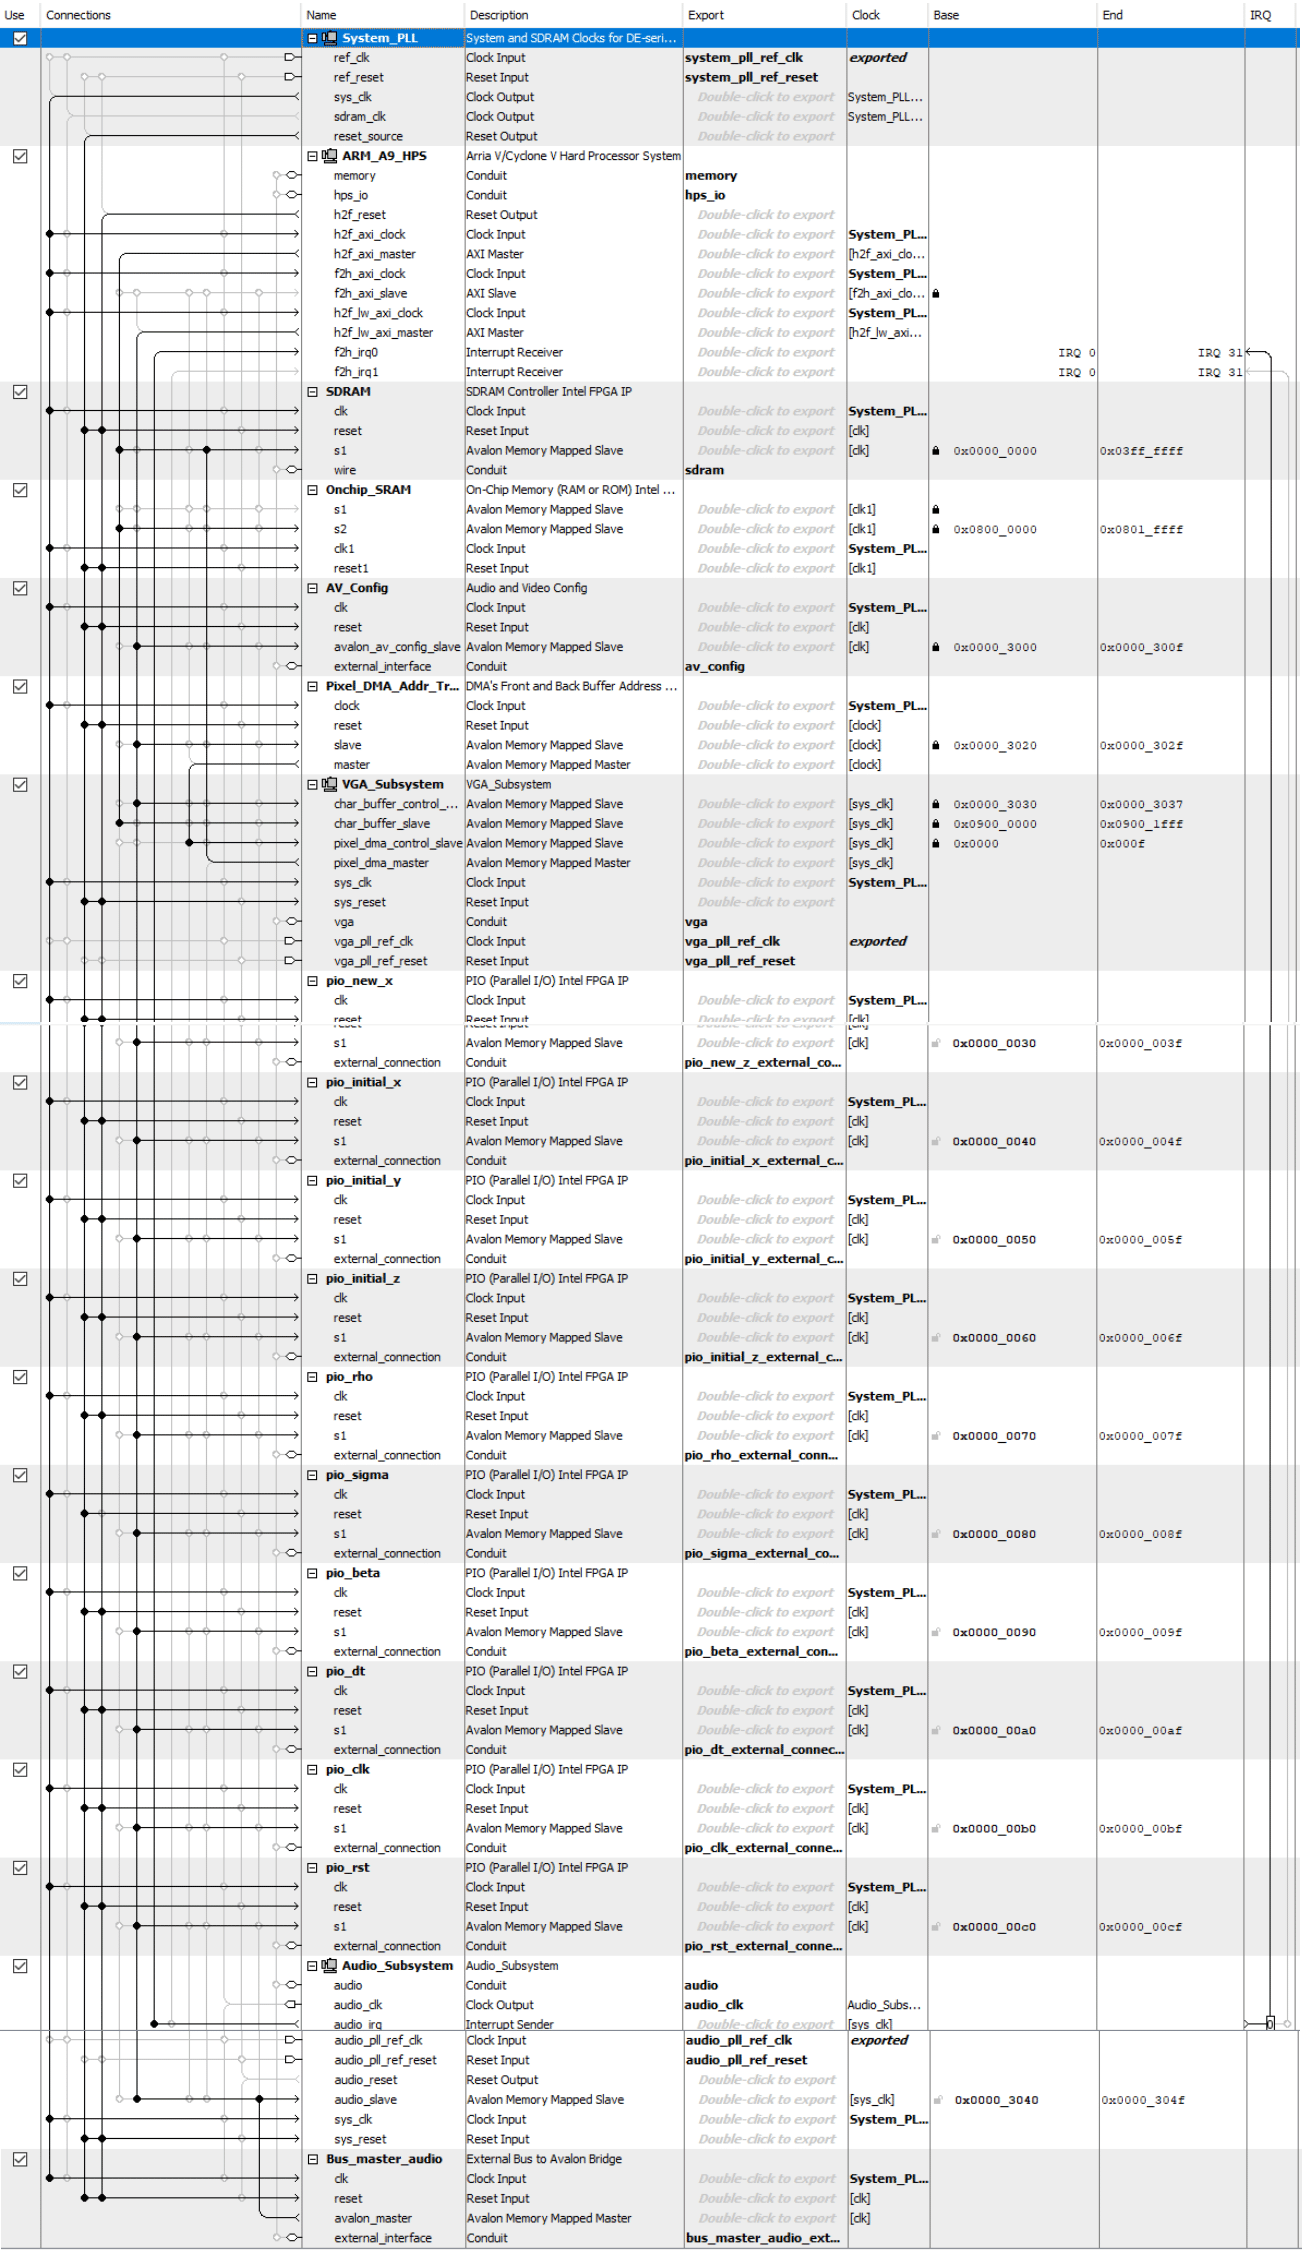 Use Connections Name Description Export Clock Base End IRQ
System_PLL System and SDRAM Clocks for DE-seri...
ref_clk Clock Input system_pll_ref_clk exported
ref_reset Reset Input system_pll_ref_reset
sys_clk Clock Output Double-click to export System_PLL...
sdram_clk Clock Output Double-click to export System_PLL...
reset_source Reset Output Double-click to export
ARM_A9_HPS Arria V/Cyclone V Hard Processor System
memory Conduit memory
hps_io Conduit hps_io
h2f_reset Reset Output Double-click to export
h2f_axi_clock Clock Input Double-click to export System_PL...
h2f_axi_master AXI Master Double-click to export [h2f_axi_clo...
f2h_axi_clock Clock Input Double-click to export System_PL...
f2h_axi_slave AXI Slave Double-click to export [f2h_axi_clo...
h2f_lw_axi_clock Clock Input Double-click to export System_PL...
h2f_lw_axi_master AXI Master Double-click to export [h2f_lw_axi...
f2h_irq0 Interrupt Receiver Double-click to export IRQ 0 IRQ 31
f2h_irq1 Interrupt Receiver Double-click to export IRQ 0 IRQ 31
SDRAM SDRAM Controller Intel FPGA IP
clk Clock Input Double-click to export System_PL...
reset Reset Input Double-click to export [clk]
s1 Avalon Memory Mapped Slave Double-click to export [clk] 0x0000_0000 0x03ff_ffff
wire Conduit sdram
Onchip_SRAM On-Chip Memory (RAM or ROM) Intel ...
s1 Avalon Memory Mapped Slave Double-click to export [clk1]
s2 Avalon Memory Mapped Slave Double-click to export [clk1] 0x0800_0000 0x0801_ffff
clk1 Clock Input Double-click to export System_PL...
reset1 Reset Input Double-click to export [clk1]
AV_Config Audio and Video Config
clk Clock Input Double-click to export System_PL...
reset Reset Input Double-click to export [clk]
avalon_av_config_slave Avalon Memory Mapped Slave Double-click to export [clk] 0x0000_3000 0x0000_300f
external_interface Conduit av_config
Pixel_DMA_Addr_Tr... DMA's Front and Back Buffer Address ...
clock Clock Input Double-click to export System_PL...
reset Reset Input Double-click to export [clock]
slave Avalon Memory Mapped Slave Double-click to export [clock] 0x0000_3020 0x0000_302f
master Avalon Memory Mapped Master Double-click to export [clock]
VGA_Subsystem VGA_Subsystem
char_buffer_control_... Avalon Memory Mapped Slave Double-click to export [sys_clk] 0x0000_3030 0x0000_3037
char_buffer_slave Avalon Memory Mapped Slave Double-click to export [sys_clk] 0x0900_0000 0x0900_1fff
pixel_dma_control_slave Avalon Memory Mapped Slave Double-click to export [sys_clk] 0x0000 0x000f
pixel_dma_master Avalon Memory Mapped Master Double-click to export [sys_clk]
sys_clk Clock Input Double-click to export System_PL...
sys_reset Reset Input Double-click to export
vga Conduit vga
vga_pll_ref_clk Clock Input vga_pll_ref_clk exported
vga_pll_ref_reset Reset Input vga_pll_ref_reset
pio_new_x PIO (Parallel I/O) Intel FPGA IP
clk Clock Input Double-click to export System_PL...
reset Reset Input Double-click to export [clk]
reset Reset Input Double-click to export [clk]
s1 Avalon Memory Mapped Slave Double-click to export [clk] 0x0000_0030 0x0000_003f
external_connection Conduit pio_new_z_external_co...
pio_initial_x PIO (Parallel I/O) Intel FPGA IP
clk Clock Input Double-click to export System_PL...
reset Reset Input Double-click to export [clk]
s1 Avalon Memory Mapped Slave Double-click to export [clk] 0x0000_0040 0x0000_004f
external_connection Conduit pio_initial_x_external_c...
pio_initial_y PIO (Parallel I/O) Intel FPGA IP
clk Clock Input Double-click to export System_PL...
reset Reset Input Double-click to export [clk]
s1 Avalon Memory Mapped Slave Double-click to export [clk] 0x0000_0050 0x0000_005f
external_connection Conduit pio_initial_y_external_c...
pio_initial_z PIO (Parallel I/O) Intel FPGA IP
clk Clock Input Double-click to export System_PL...
reset Reset Input Double-click to export [clk]
s1 Avalon Memory Mapped Slave Double-click to export [clk] 0x0000_0060 0x0000_006f
external_connection Conduit pio_initial_z_external_c...
pio_rho PIO (Parallel I/O) Intel FPGA IP
clk Clock Input Double-click to export System_PL...
reset Reset Input Double-click to export [clk]
s1 Avalon Memory Mapped Slave Double-click to export [clk] 0x0000_0070 0x0000_007f
external_connection Conduit pio_rho_external_conn...
pio_sigma PIO (Parallel I/O) Intel FPGA IP
clk Clock Input Double-click to export System_PL...
reset Reset Input Double-click to export [clk]
s1 Avalon Memory Mapped Slave Double-click to export [clk] 0x0000_0080 0x0000_008f
external_connection Conduit pio_sigma_external_co...
pio_beta PIO (Parallel I/O) Intel FPGA IP
clk Clock Input Double-click to export System_PL...
reset Reset Input Double-click to export [clk]
s1 Avalon Memory Mapped Slave Double-click to export [clk] 0x0000_0090 0x0000_009f
external_connection Conduit pio_beta_external_con...
pio_dt PIO (Parallel I/O) Intel FPGA IP
clk Clock Input Double-click to export System_PL...
reset Reset Input Double-click to export [clk]
s1 Avalon Memory Mapped Slave Double-click to export [clk] 0x0000_00a0 0x0000_00af
external_connection Conduit pio_dt_external_connec...
pio_clk PIO (Parallel I/O) Intel FPGA IP
clk Clock Input Double-click to export System_PL...
reset Reset Input Double-click to export [clk]
s1 Avalon Memory Mapped Slave Double-click to export [clk] 0x0000_00b0 0x0000_00bf
external_connection Conduit pio_clk_external_conne...
pio_rst PIO (Parallel I/O) Intel FPGA IP
clk Clock Input Double-click to export System_PL...
reset Reset Input Double-click to export [clk]
s1 Avalon Memory Mapped Slave Double-click to export [clk] 0x0000_00c0 0x0000_00cf
external_connection Conduit pio_rst_external_conne...
Audio_Subsystem Audio_Subsystem
audio Conduit audio
audio_clk Clock Output audio_clk Audio_Subs...
audio_irq Interrupt Sender Double-click to export [sys_clk] 0
audio_pll_ref_clk Clock Input audio_pll_ref_clk exported
audio_pll_ref_reset Reset Input audio_pll_ref_reset
audio_reset Reset Output Double-click to export
audio_slave Avalon Memory Mapped Slave Double-click to export [sys_clk] 0x0000_3040 0x0000_304f
sys_clk Clock Input Double-click to export System_PL...
sys_reset Reset Input Double-click to export
Bus_master_audio External Bus to Avalon Bridge
clk Clock Input Double-click to export System_PL...
reset Reset Input Double-click to export [clk]
avalon_master Avalon Memory Mapped Master Double-click to export [clk]
external_interface Conduit bus_master_audio_ext...